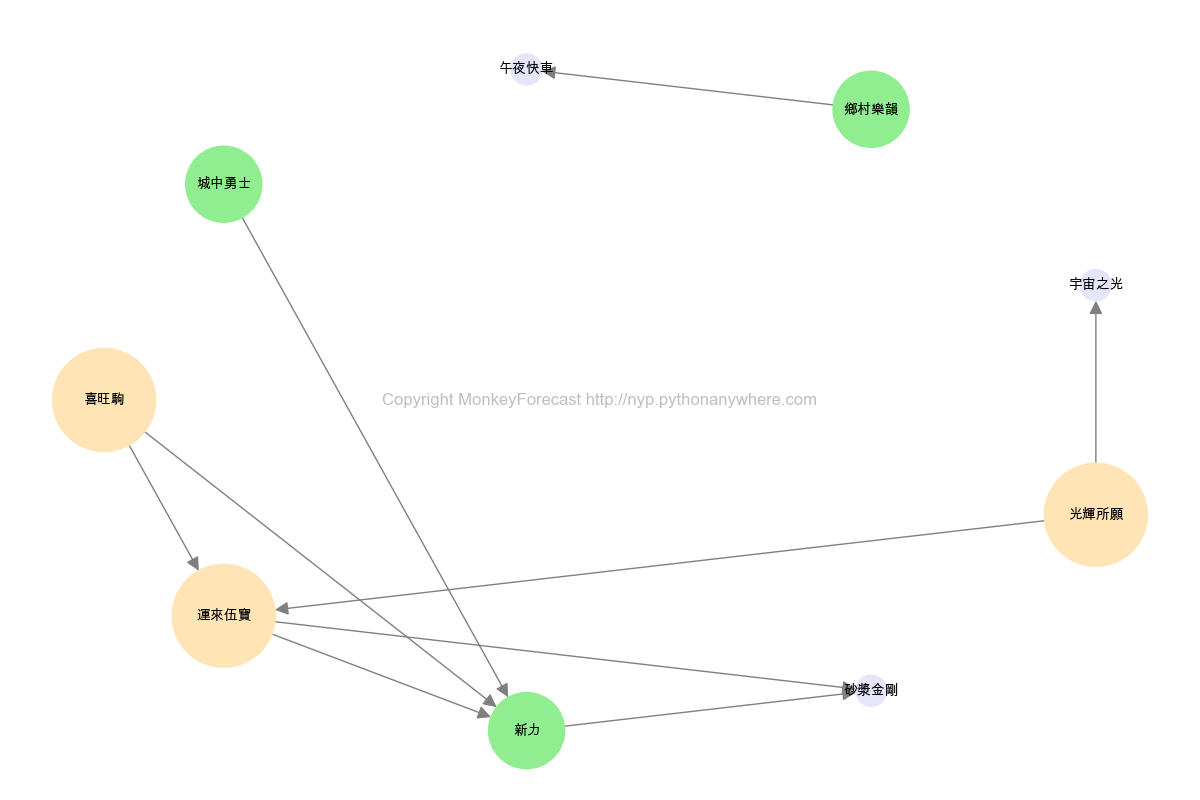 午夜快車
鄉村樂韻
城中勇士
宇宙之光
喜旺駒
Copyright MonkeyForecast http://nyp.pythonanywhere.com
光輝所願
運來伍寶
砂漿金剛
新力